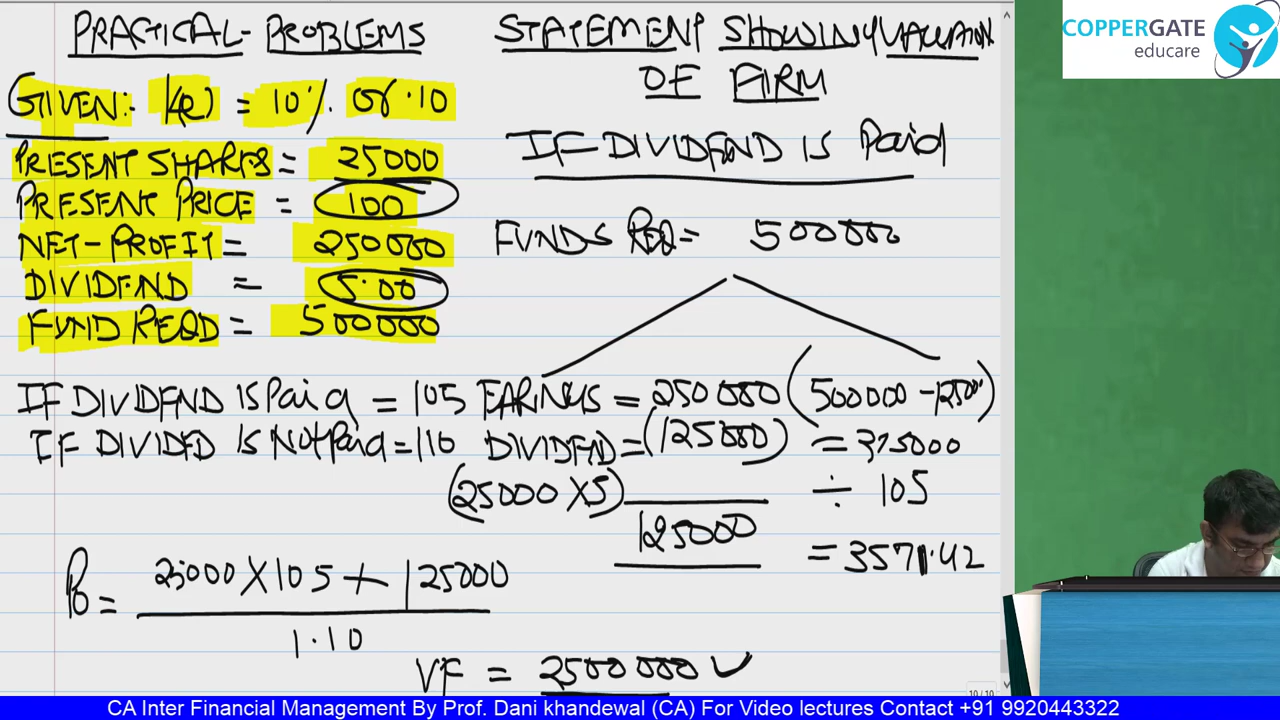 PRACTICAL PROBLEMS
GIVEN:- Ke) = 10% or .10
PRESENT SHARES = 25000
PRESENT PRICE = 100
NET-PROFIT = 250000
DIVIDEND = 5.00
FUND REQD = 500000
STATEMENT SHOWING VALUATION
OF FIRM
IF DIVIDEND IS Paid
FUNDS REQ = 500000
IF DIVIDEND IS Paid = 105
IF DIVIDED IS NOT Paid = 110
EARINGS = 250000 (500000 - 125000)
DIVIDEND = (125000) = 375000
(25000 X 5) ÷ 105
125000 = 3571.42
P0 = 25000 X 105 + 125000
1.10
VF = 2500000 ✓
10 / 10
COPPERGATE
educare
CA Inter Financial Management By Prof. Dani khandewal (CA) For Video lectures Contact +91 9920443322